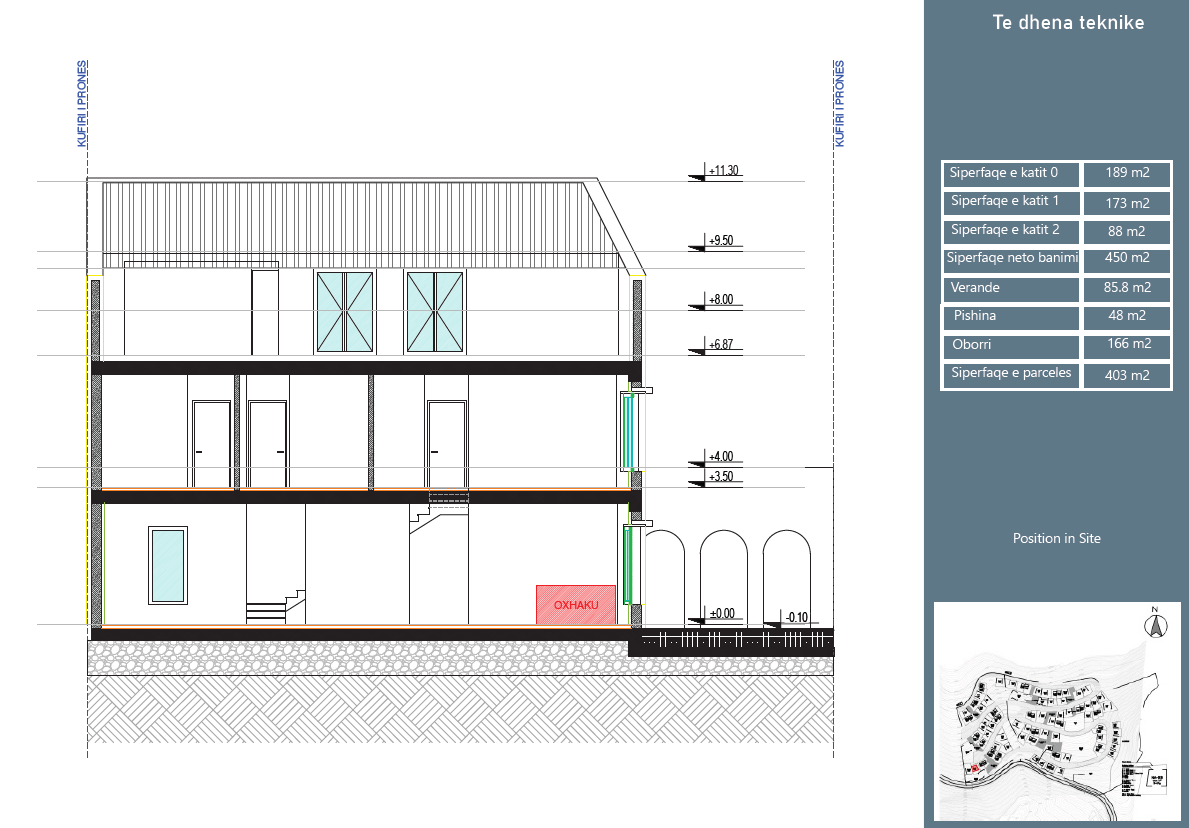 Te dhena teknike
KUFIRI I PRONES
KUFIRI I PRONES
+11.30
+9.50
+8.00
+6.87
+4.00
+3.50
±0.00
-0.10
OXHAKU
Siperfaqe e katit 0 189 m2
Siperfaqe e katit 1 173 m2
Siperfaqe e katit 2 88 m2
Siperfaqe neto banimi 450 m2
Verande 85.8 m2
Pishina 48 m2
Oborri 166 m2
Siperfaqe e parceles 403 m2
Position in Site
N